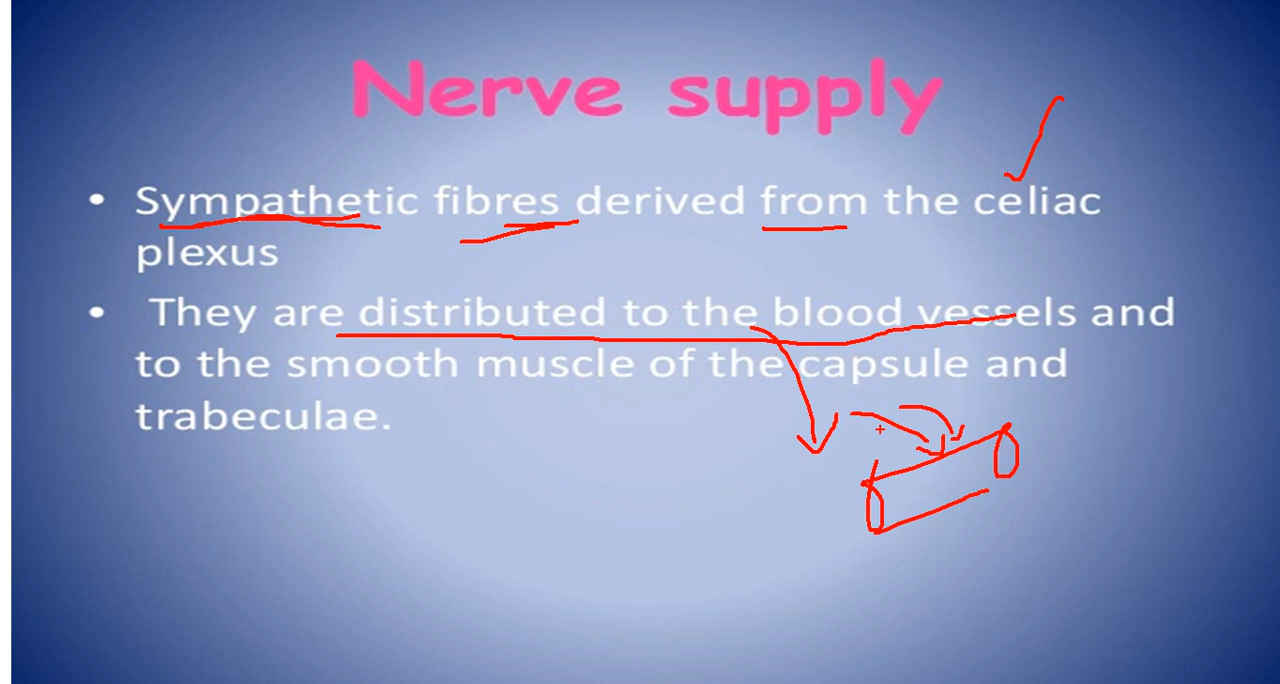 Nerve supply
• Sympathetic fibres derived from the celiac
plexus
• They are distributed to the blood vessels and
to the smooth muscle of the capsule and
trabeculae.